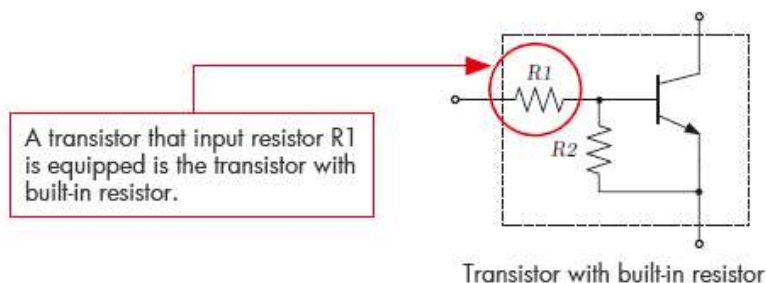 R1
A transistor that input resistor R1
is equipped is the transistor with
built-in resistor.
R2
Transistor with built-in resistor